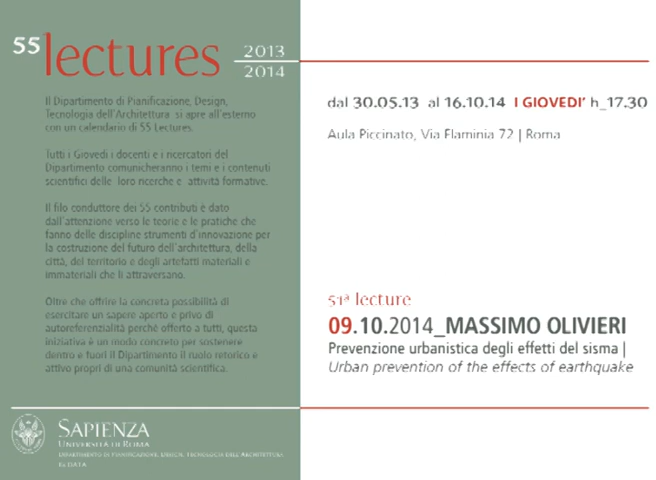 55 lectures 2013
2014
Il Dipartimento di Pianificazione, Design,
Tecnologia dell'Architettura si apre all'esterno
con un calendario di 55 Lectures.
Tutti i Giovedì i docenti e i ricercatori del
Dipartimento comunicheranno i temi e i contenuti
scientifici delle loro ricerche e attività formative.
Il filo conduttore dei 55 contributi è dato
dall'attenzione verso le teorie e le pratiche che
fanno delle discipline strumenti d'innovazione per
la costruzione del futuro dell'architettura, della
città, del territorio e degli artefatti materiali e
immateriali che li attraversano.
Oltre che offrire la concreta possibilità di
esercitare un sapere aperto e privo di
autoreferenzialità perchè offerto a tutti, questa
iniziativa è un modo concreto per sostenere
dentro e fuori il Dipartimento il ruolo retorico e
attivo propri di una comunità scientifica.
SAPIENZA
UNIVERSITÀ DI ROMA
DIPARTIMENTO DI PIANIFICAZIONE, DESIGN, TECNOLOGIA DELL'ARCHITETTURA
dal 30.05.13 al 16.10.14 I GIOVEDI' h_17.30
Aula Piccinato, Via Flaminia 72 | Roma
51ª lecture
09.10.2014_MASSIMO OLIVIERI
Prevenzione urbanistica degli effetti del sisma |
Urban prevention of the effects of earthquake